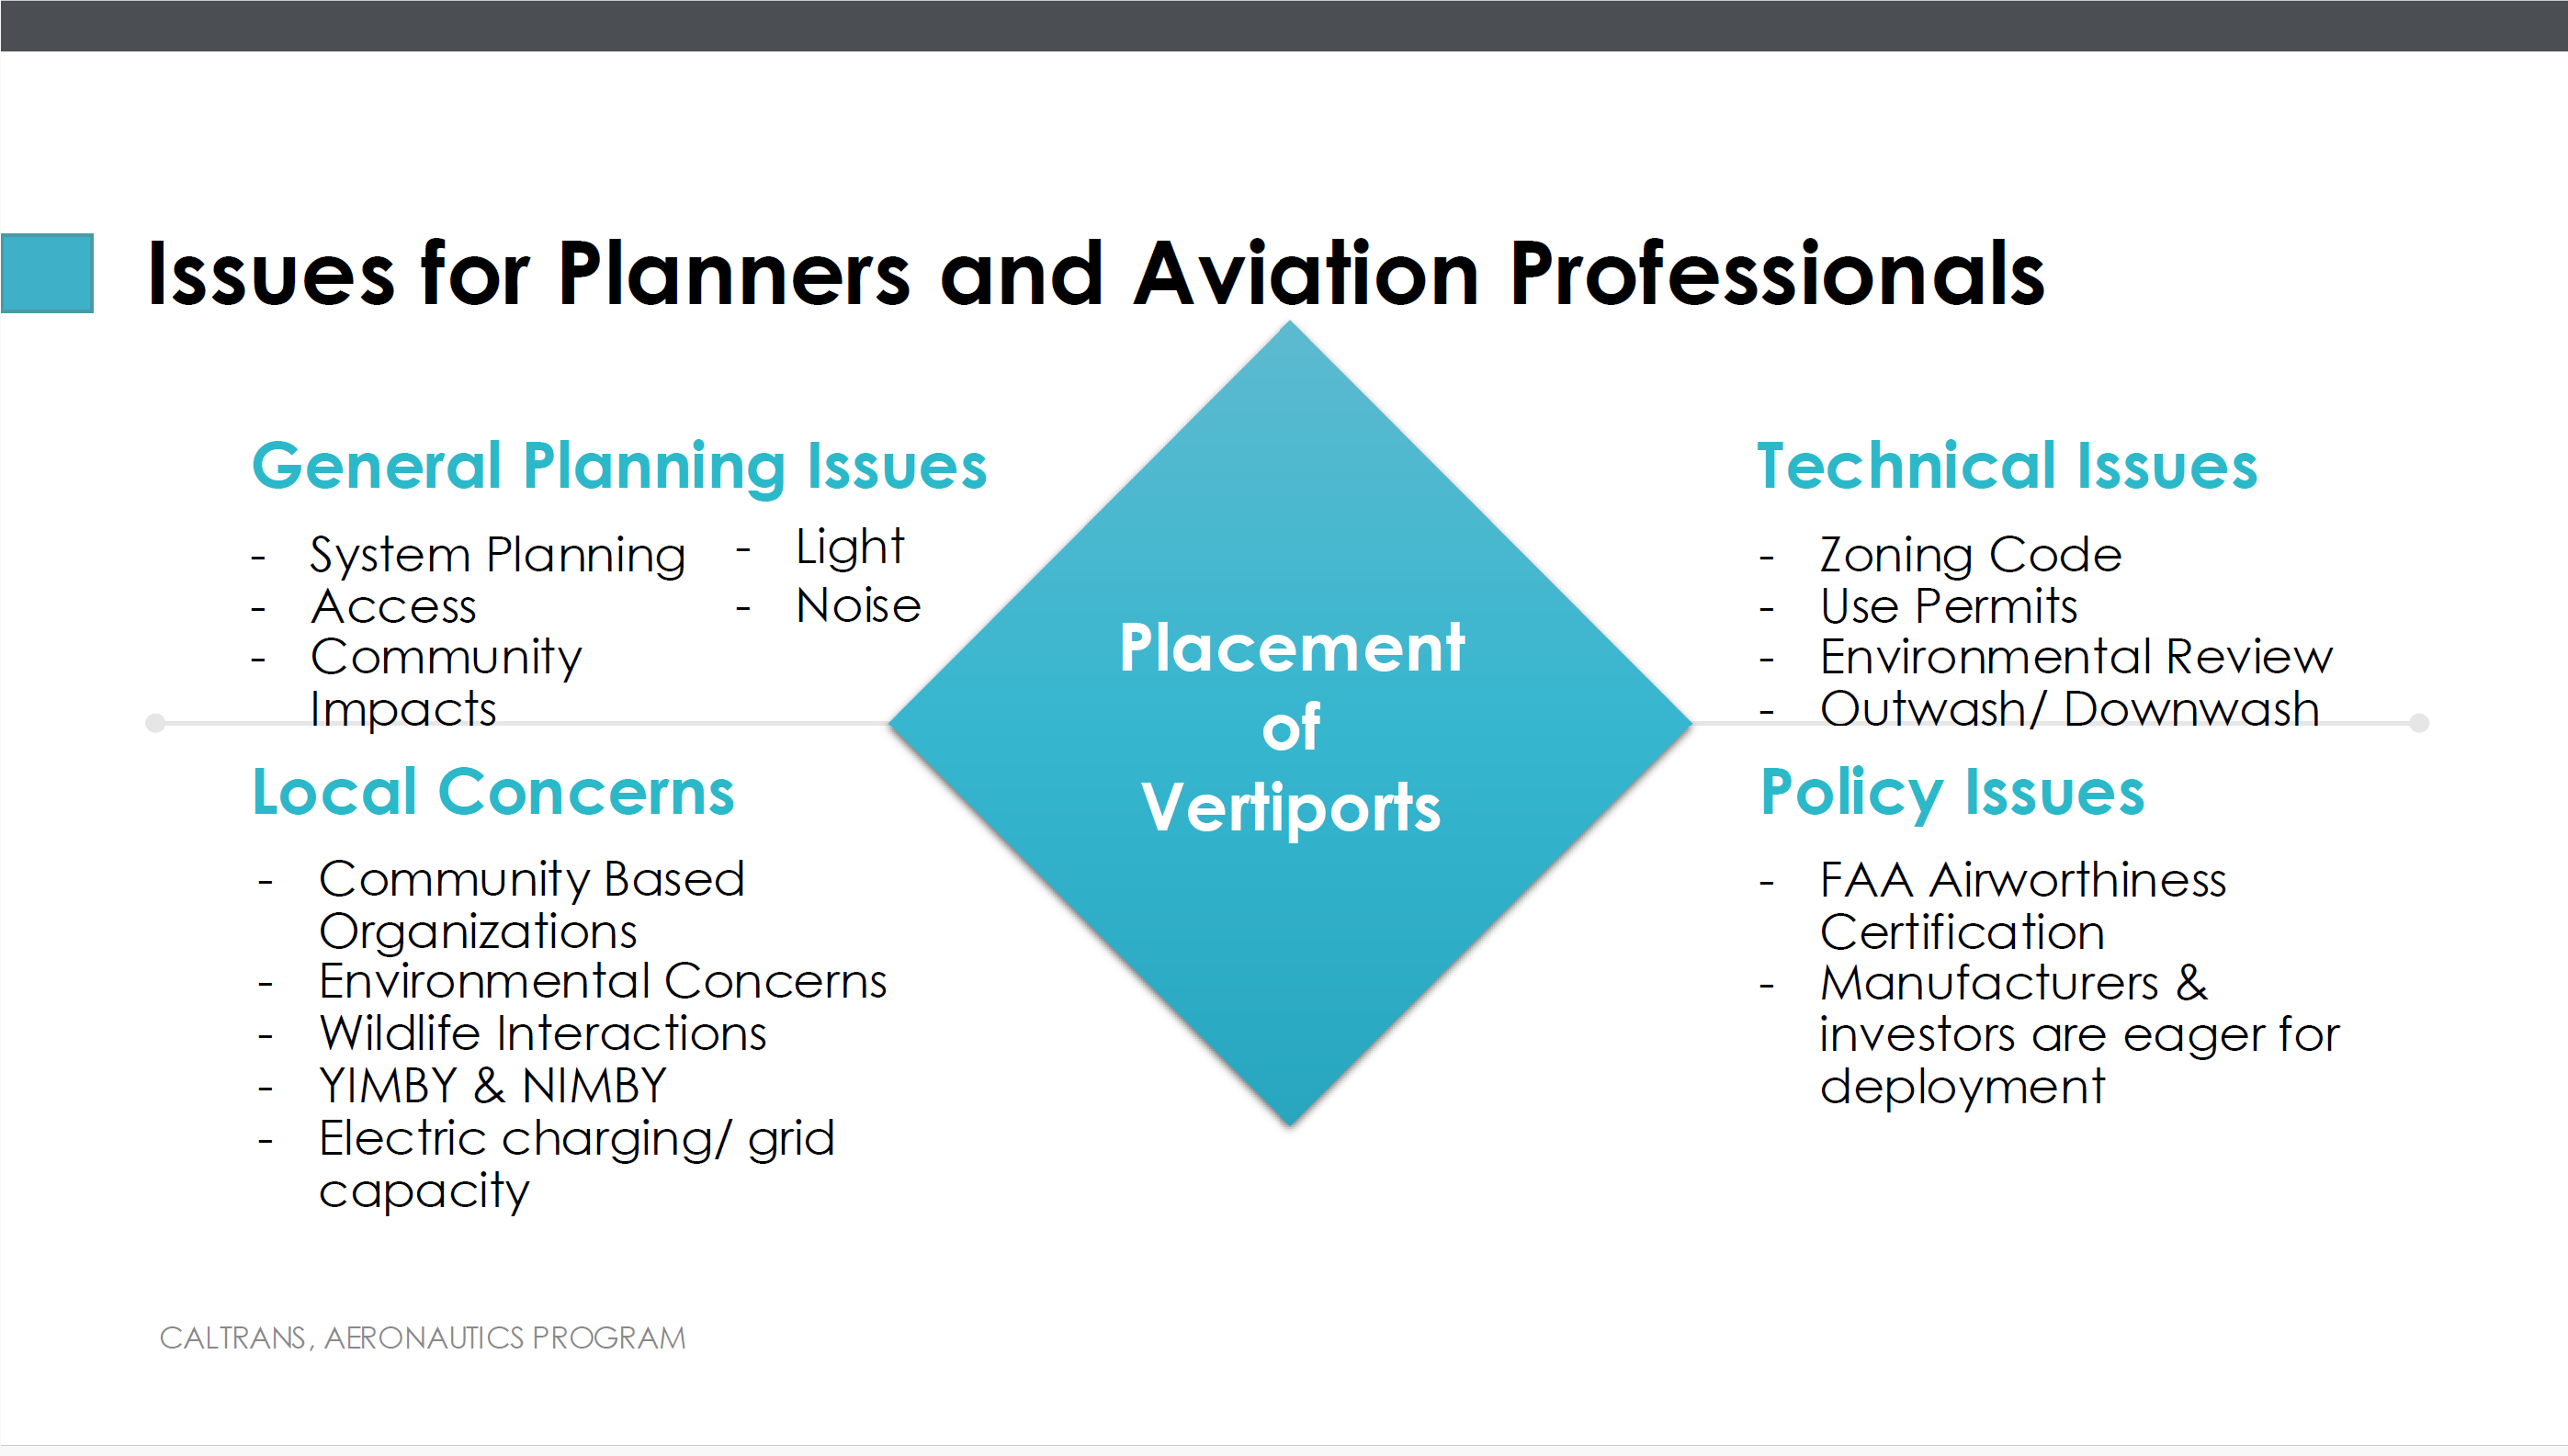 Issues for Planners and Aviation Professionals
General Planning Issues
- System Planning
- Access
- Community
Impacts
- Light
- Noise
Local Concerns
- Community Based
Organizations
- Environmental Concerns
- Wildlife Interactions
- YIMBY & NIMBY
- Electric charging/ grid
capacity
Placement
of
Vertiports
Technical Issues
- Zoning Code
- Use Permits
- Environmental Review
- Outwash/ Downwash
Policy Issues
- FAA Airworthiness
Certification
- Manufacturers &
investors are eager for
deployment
CALTRANS, AERONAUTICS PROGRAM